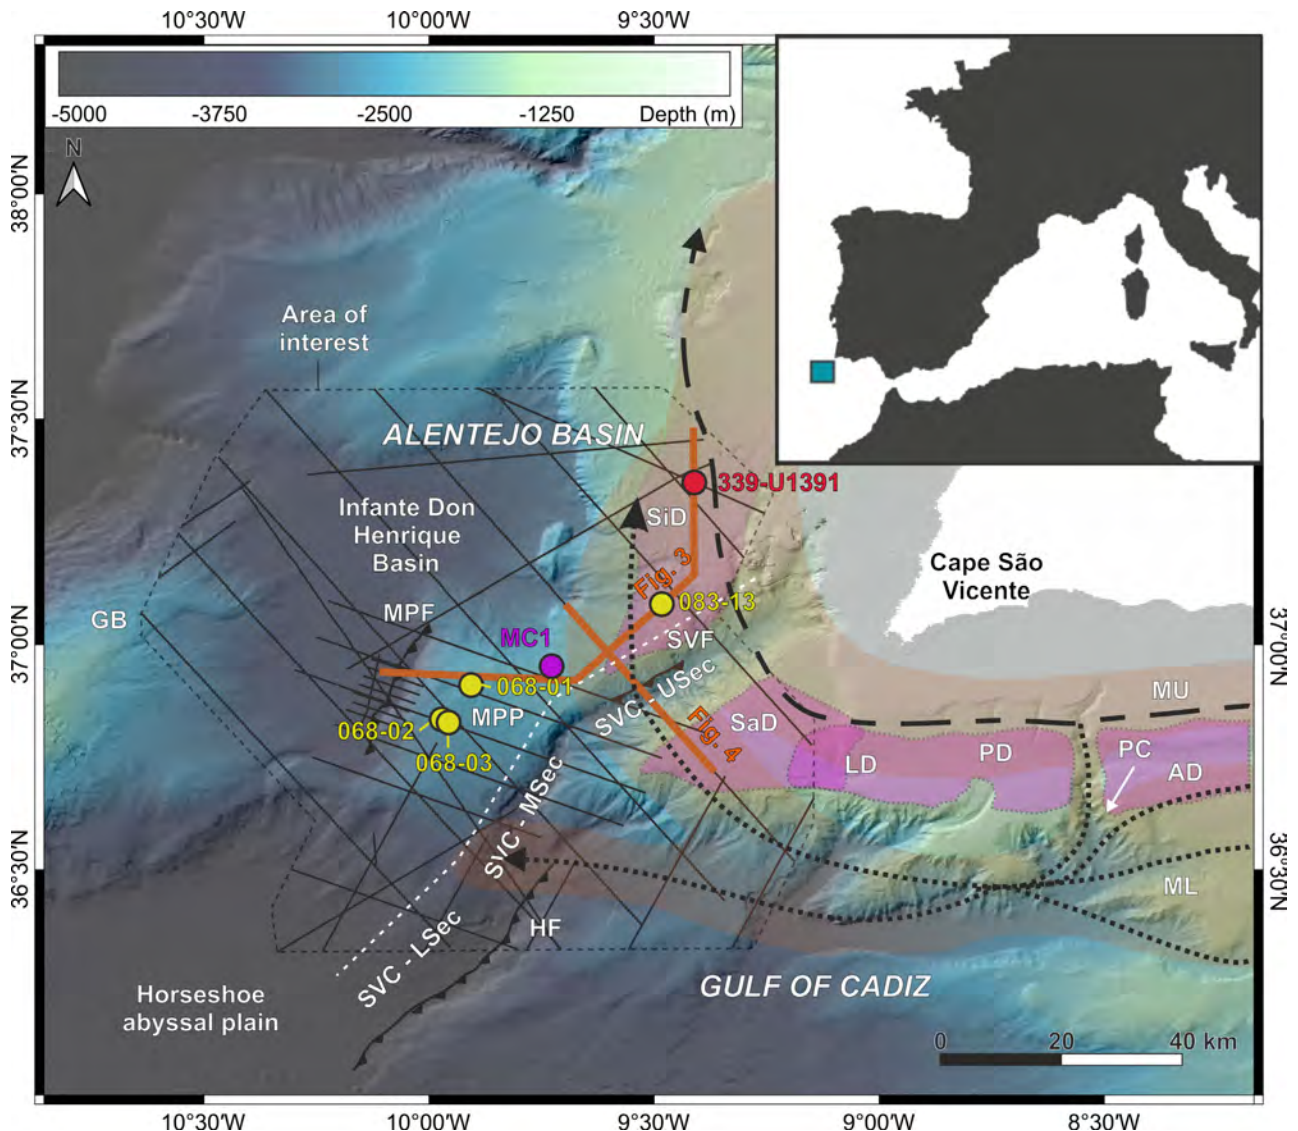 10°30'W 10°00'W 9°30'W
-5000 -3750 -2500 -1250 Depth (m)
N
38°00'N
Area of
interest
37°30'N
ALENTEJO BASIN
339-U1391
Infante Don
Henrique
Basin
SiD
Cape São
Vicente
Fig. 3
083-13
GB
MPF
MC1
SVF
37°00'N
37°00'N
068-01
SVC - USec
MU
068-02
MPP
SaD
Fig. 4
068-03
LD
PD
PC
AD
SVC - MSec
36°30'N
36°30'N
ML
SVC - LSec
HF
GULF OF CADIZ
Horseshoe
abyssal plain
0 20 40 km
10°30'W 10°00'W 9°30'W 9°00'W 8°30'W